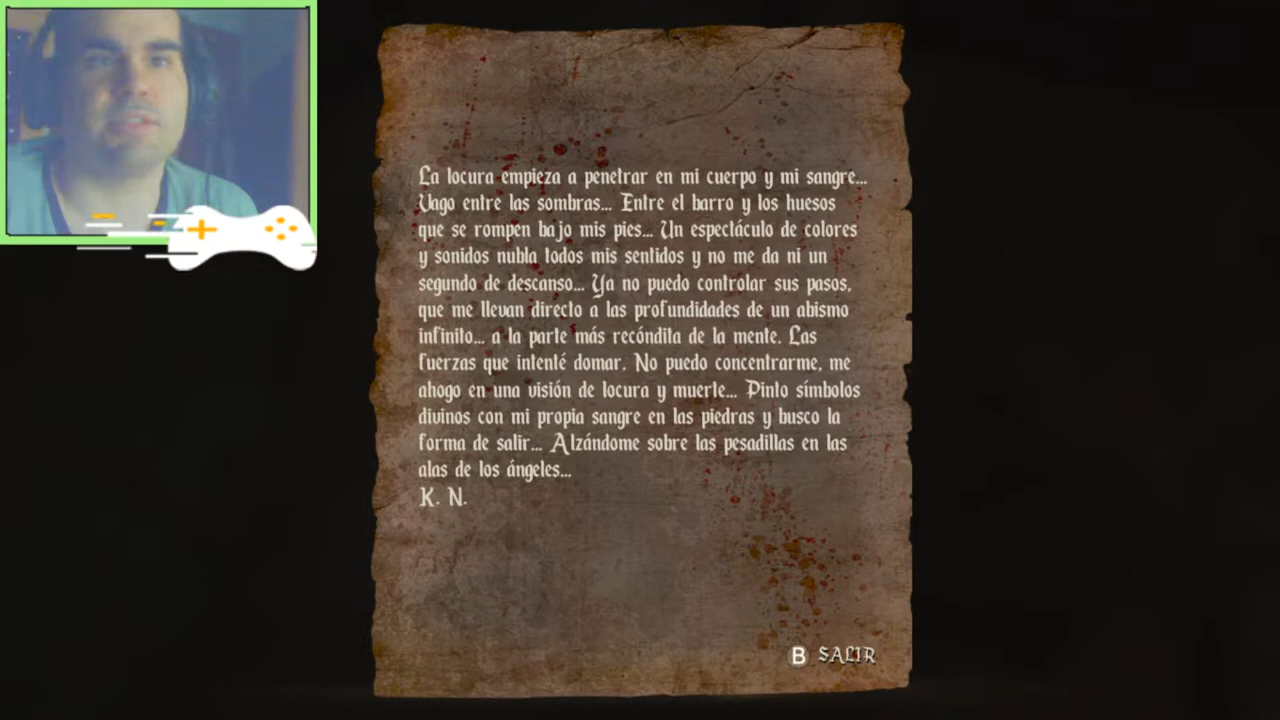 La locura empieza a penetrar en mi cuerpo y mi sangre...
Vago entre las sombras... Entre el barro y los huesos
que se rompen bajo mis pies... Un espectáculo de colores
y sonidos nubla todos mis sentidos y no me da ni un
segundo de descanso... Ya no puedo controlar sus pasos,
que me llevan directo a las profundidades de un abismo
infinito... a la parte más recóndita de la mente. Las
fuerzas que intenté domar. No puedo concentrarme, me
ahogo en una visión de locura y muerte... Pinto símbolos
divinos con mi propia sangre en las piedras y busco la
forma de salir... Alzándome sobre las pesadillas en las
alas de los ángeles...
K. N.
B SALIR